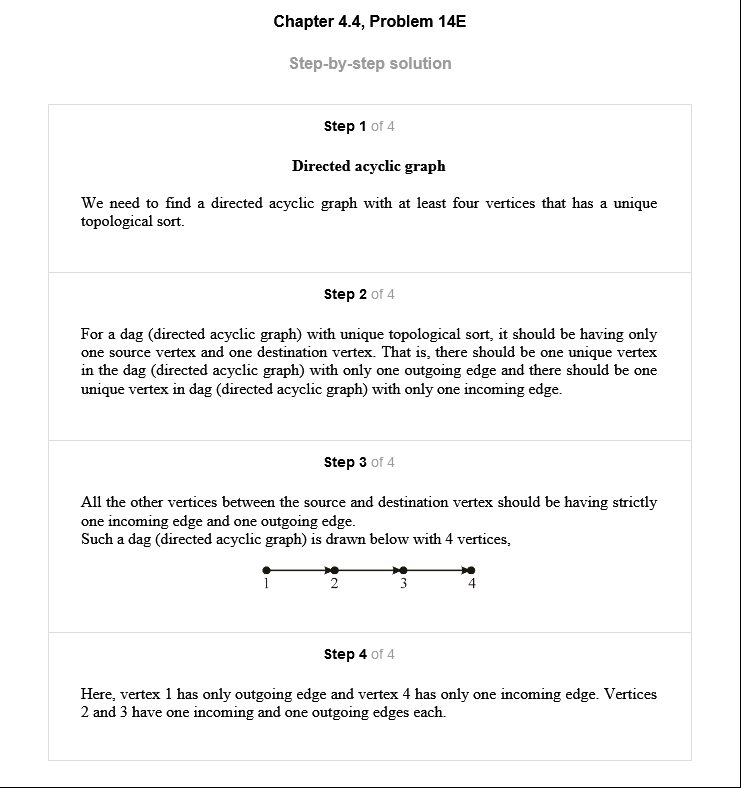 Chapter 4.4, Problem 14E
Step-by-step solution
Step 1 of 4
Directed acyclic graph
We need to find a directed acyclic graph with at least four vertices that has a unique
topological sort.
Step 2 of 4
For a dag (directed acyclic graph) with unique topological sort, it should be having only
one source vertex and one destination vertex. That is, there should be one unique vertex
in the dag (directed acyclic graph) with only one outgoing edge and there should be one
unique vertex in dag (directed acyclic graph) with only one incoming edge.
Step 3 of 4
All the other vertices between the source and destination vertex should be having strictly
one incoming edge and one outgoing edge.
Such a dag (directed acyclic graph) is drawn below with 4 vertices,
1 2 3 4
Step 4 of 4
Here, vertex 1 has only outgoing edge and vertex 4 has only one incoming edge. Vertices
2 and 3 have one incoming and one outgoing edges each.